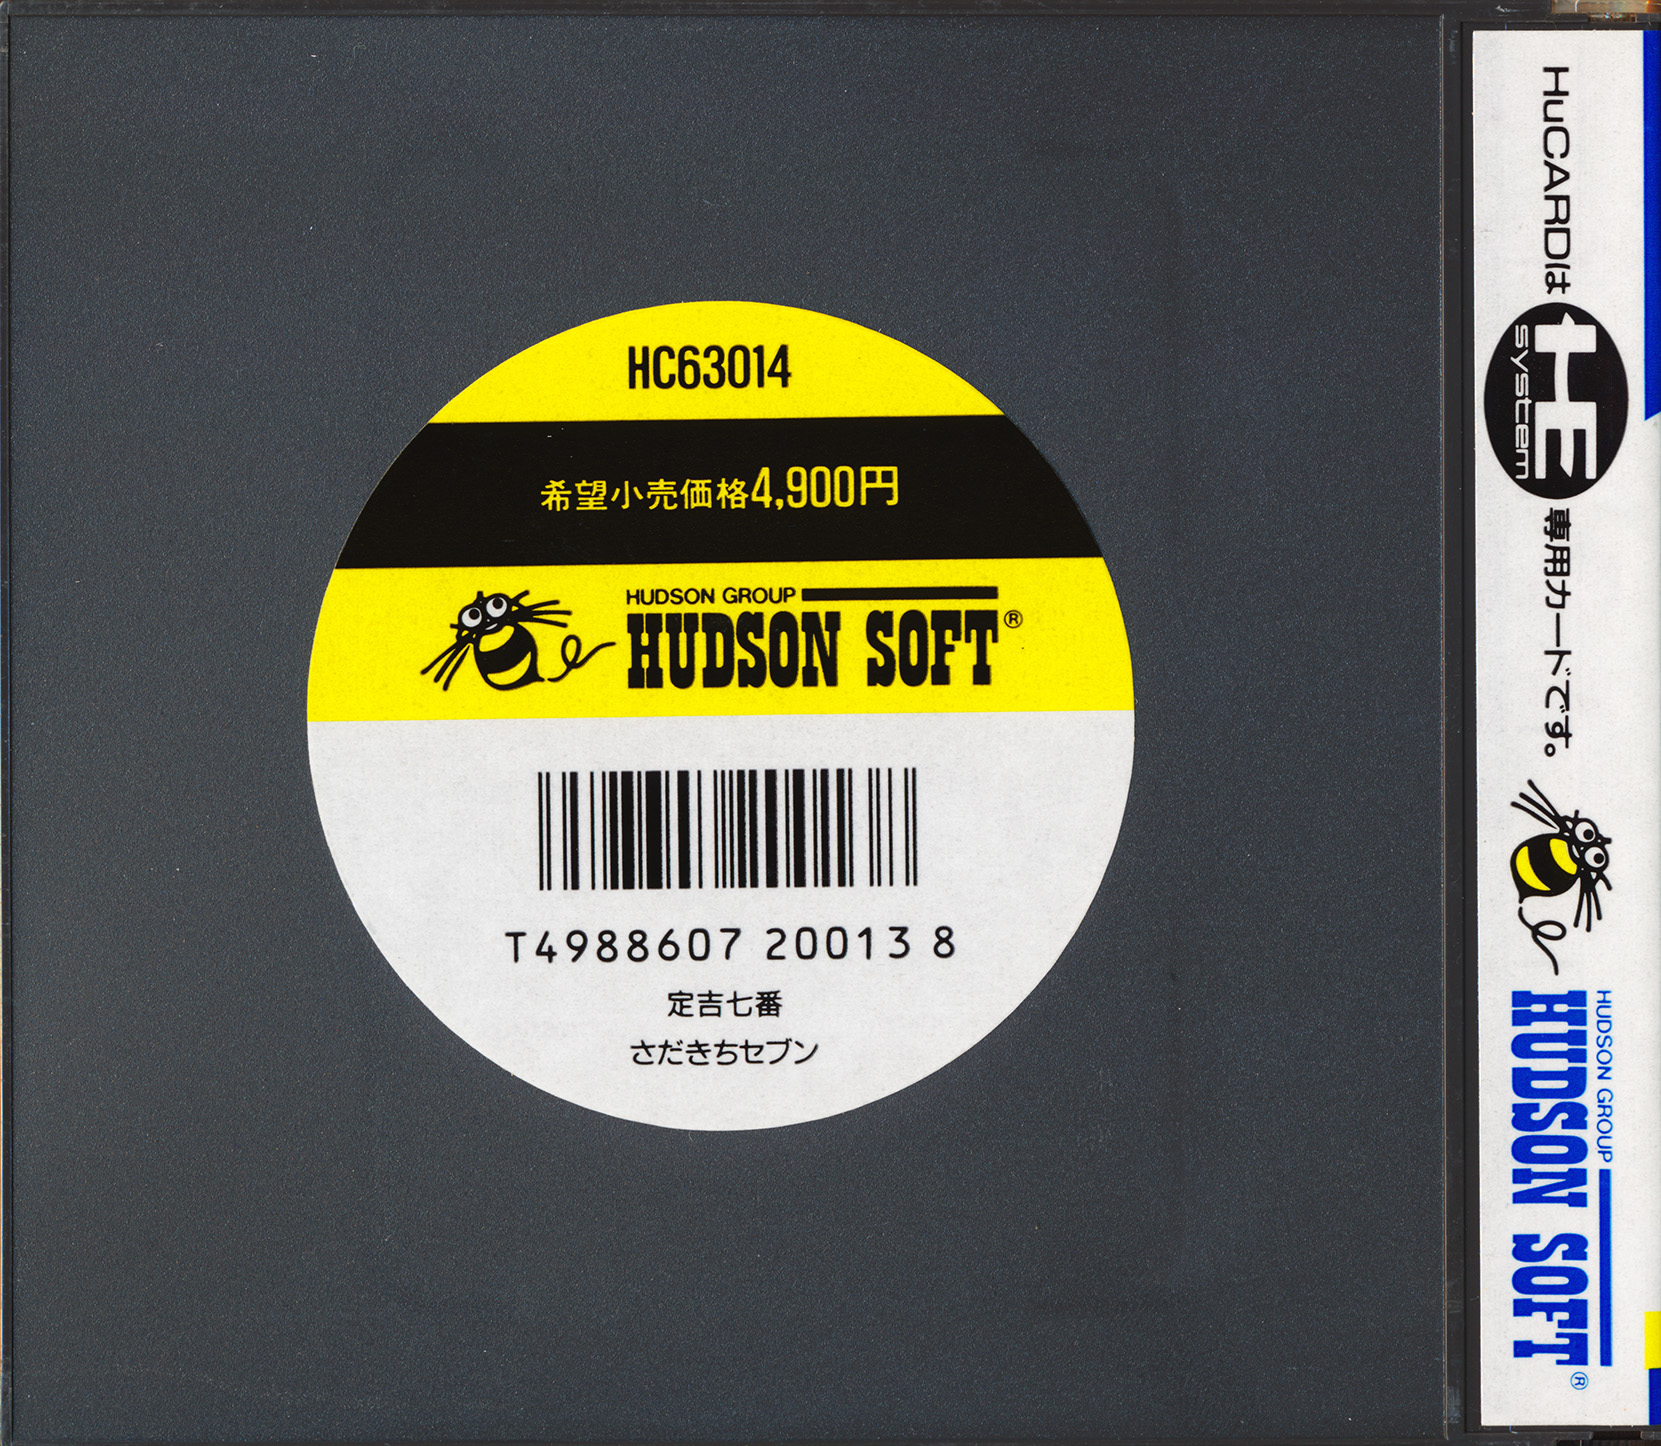 HC63014
希望小売価格4,900円
HUDSON GROUP
HUDSON SOFT®
T4988607 20013 8
定吉七番
さだきちセブン
HuCARDは HE system 専用カードです。
HUDSON GROUP
HUDSON SOFT®